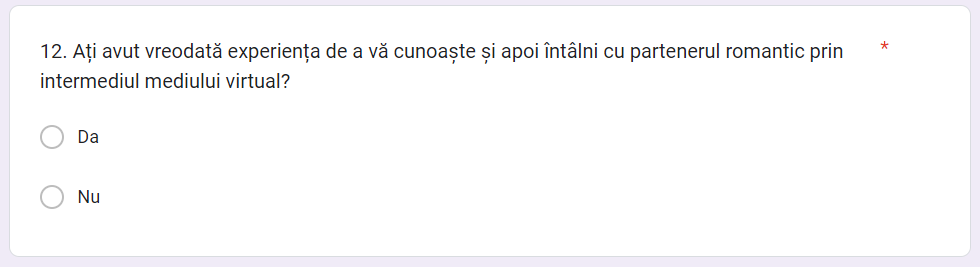 12. Ați avut vreodată experiența de a vă cunoaște și apoi întâlni cu partenerul romantic prin *
intermediul mediului virtual?
Da
Nu